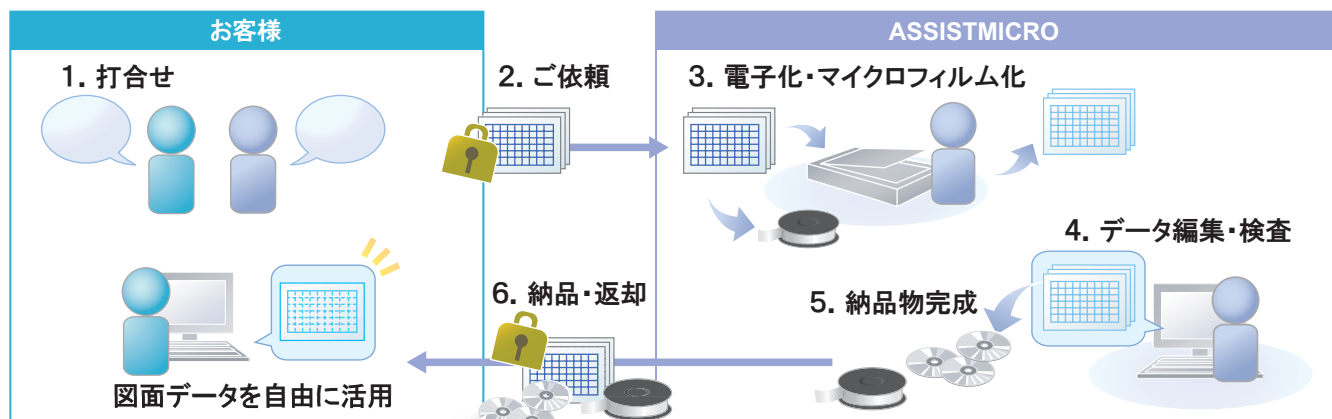 お客様
ASSISTMICRO
1. 打合せ
2. ご依頼
3. 電子化・マイクロフィルム化
4. データ編集・検査
5. 納品物完成
6. 納品・返却
図面データを自由に活用